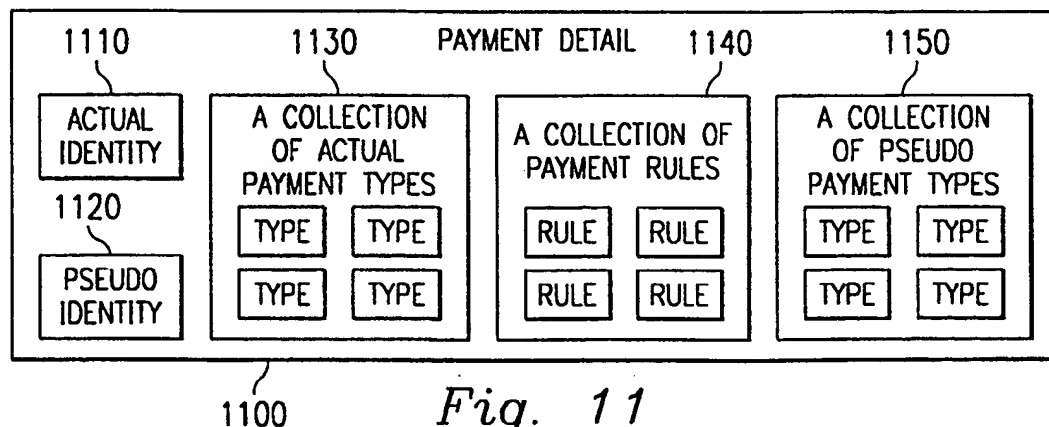 PAYMENT DETAIL
1110
1130
1140
1150
ACTUAL
IDENTITY
1120
PSEUDO
IDENTITY
A COLLECTION
OF ACTUAL
PAYMENT TYPES
TYPE TYPE
TYPE TYPE
A COLLECTION OF
PAYMENT RULES
RULE RULE
RULE RULE
A COLLECTION
OF PSEUDO
PAYMENT TYPES
TYPE TYPE
TYPE TYPE
1100
Fig. 11